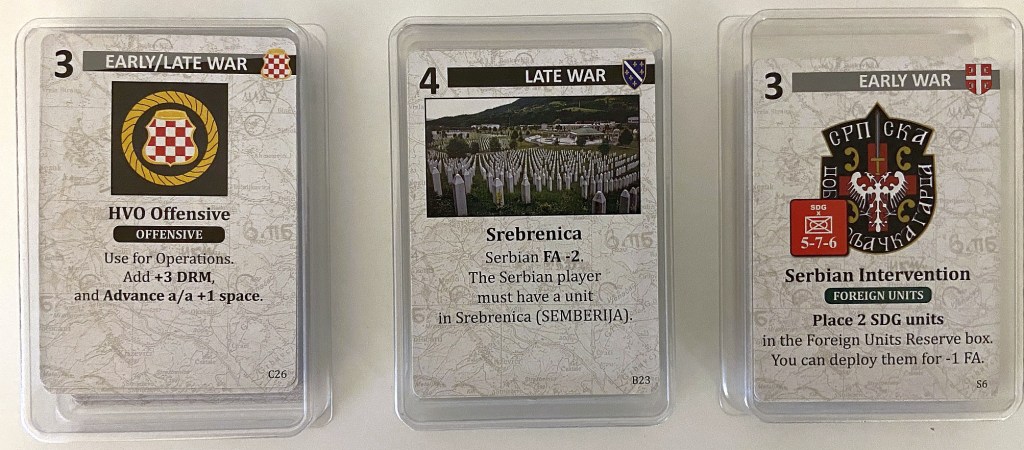 3
EARLY/LATE WAR
HVO Offensive
OFFENSIVE
Use for Operations.
Add +3 DRM,
and Advance a/a +1 space.
C26
4
LATE WAR
Srebrenica
Serbian FA -2.
The Serbian player
must have a unit
in Srebrenica (SEMBERIJA).
B23
3
EARLY WAR
СРПСКА
SDG
X
5-7-6
Serbian Intervention
FOREIGN UNITS
Place 2 SDG units
in the Foreign Units Reserve box.
You can deploy them for -1 FA.
S6